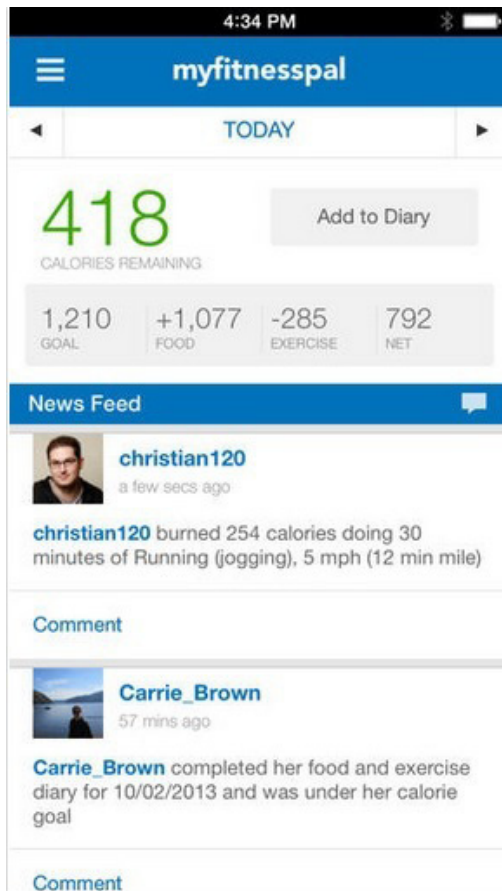 4:34 PM
myfitnesspal
TODAY
418
CALORIES REMAINING
Add to Diary
1,210 +1,077 -285 792
GOAL FOOD EXERCISE NET
News Feed
christian120
a few secs ago
christian120 burned 254 calories doing 30
minutes of Running (jogging), 5 mph (12 min mile)
Comment
Carrie_Brown
57 mins ago
Carrie_Brown completed her food and exercise
diary for 10/02/2013 and was under her calorie
goal
Comment